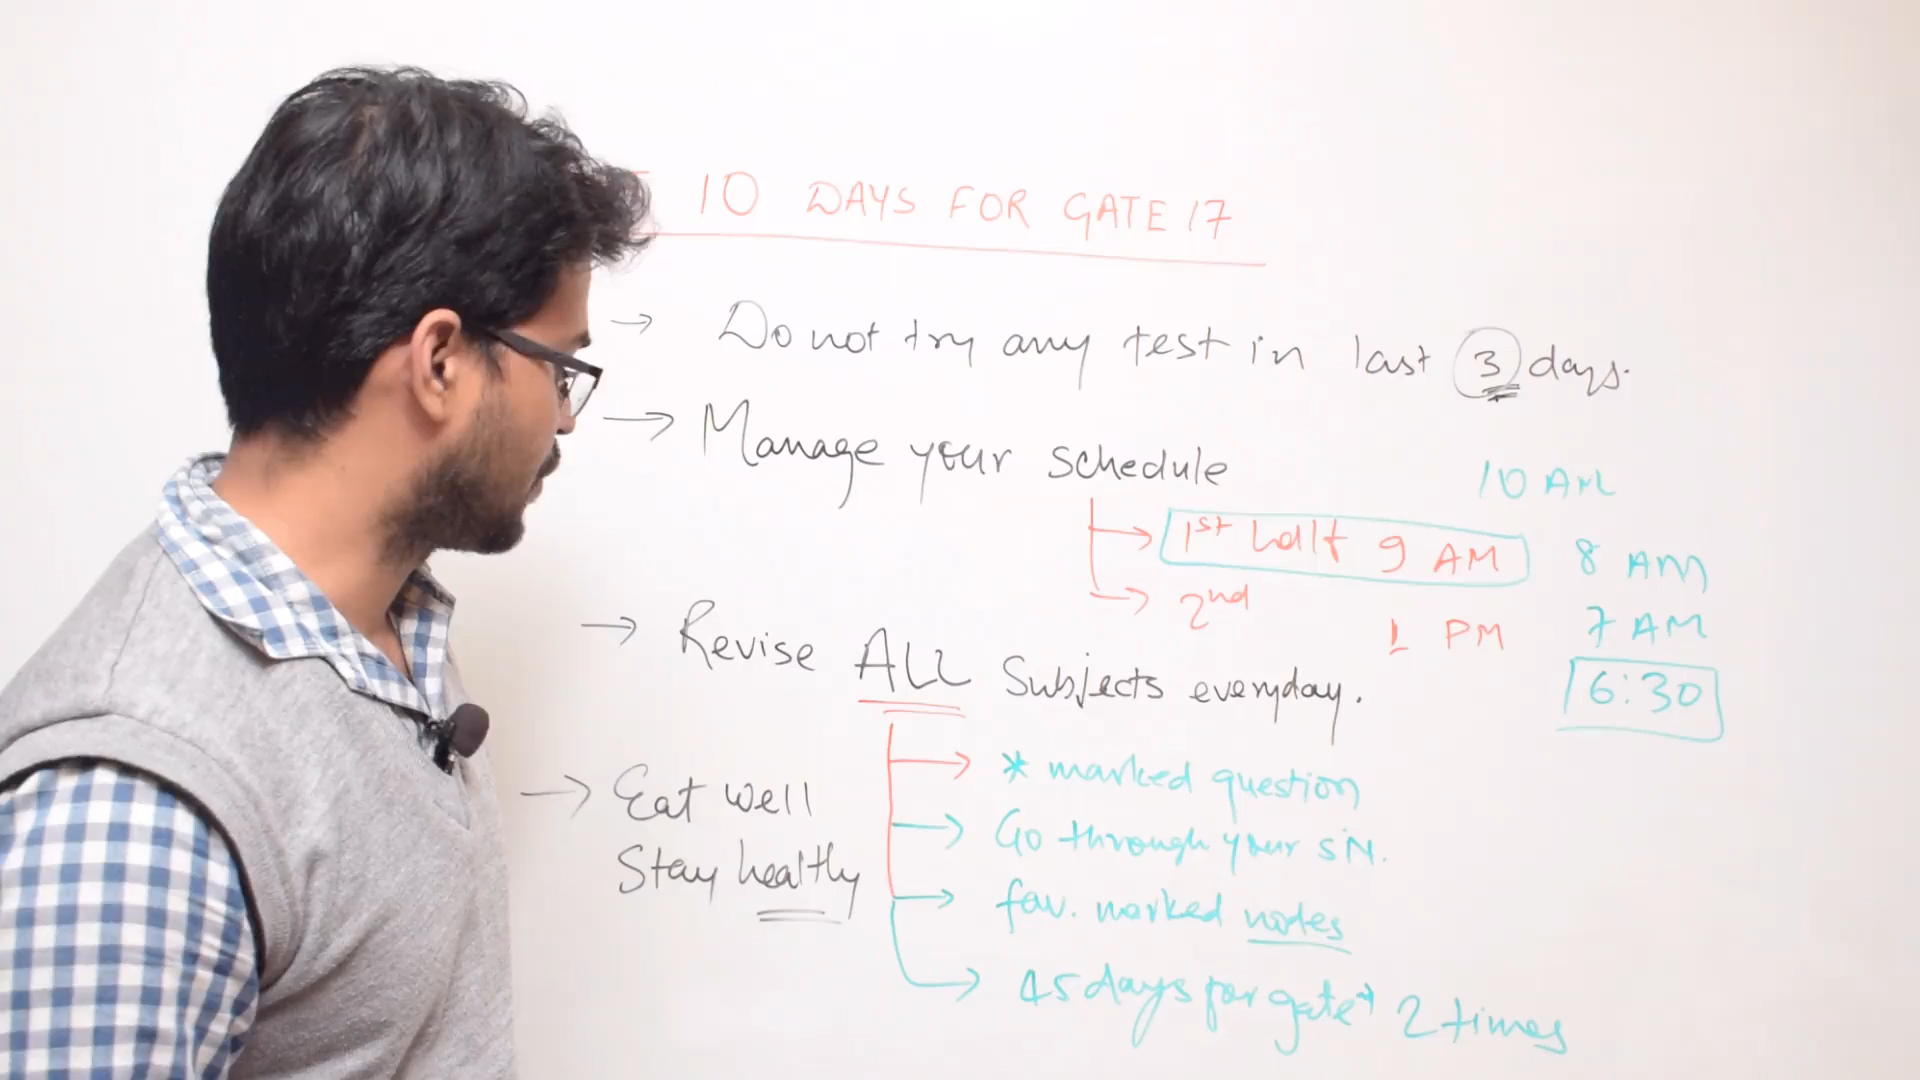 10 DAYS FOR GATE 17
→ Do not try any test in last 3 days.
→ Manage your schedule
10 AM
→ 1st half 9 AM
8 AM
→ 2nd
1 PM
7 AM
6:30
→ Revise ALL Subjects everyday.
→ * marked question
→ Go through your SN.
→ fav. marked notes
→ 45 days for gate → 2 times
→ Eat well
Stay healthy